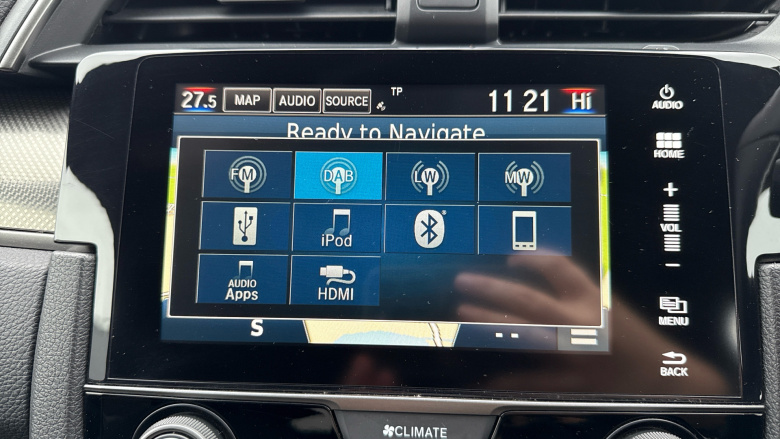 27.5 MAP AUDIO SOURCE TP 11 21 Hi
Ready to Navigate
FM DAB LW MW
iPod
AUDIO Apps HDMI
S --
AUDIO
HOME
+
VOL
−
MENU
BACK
CLIMATE